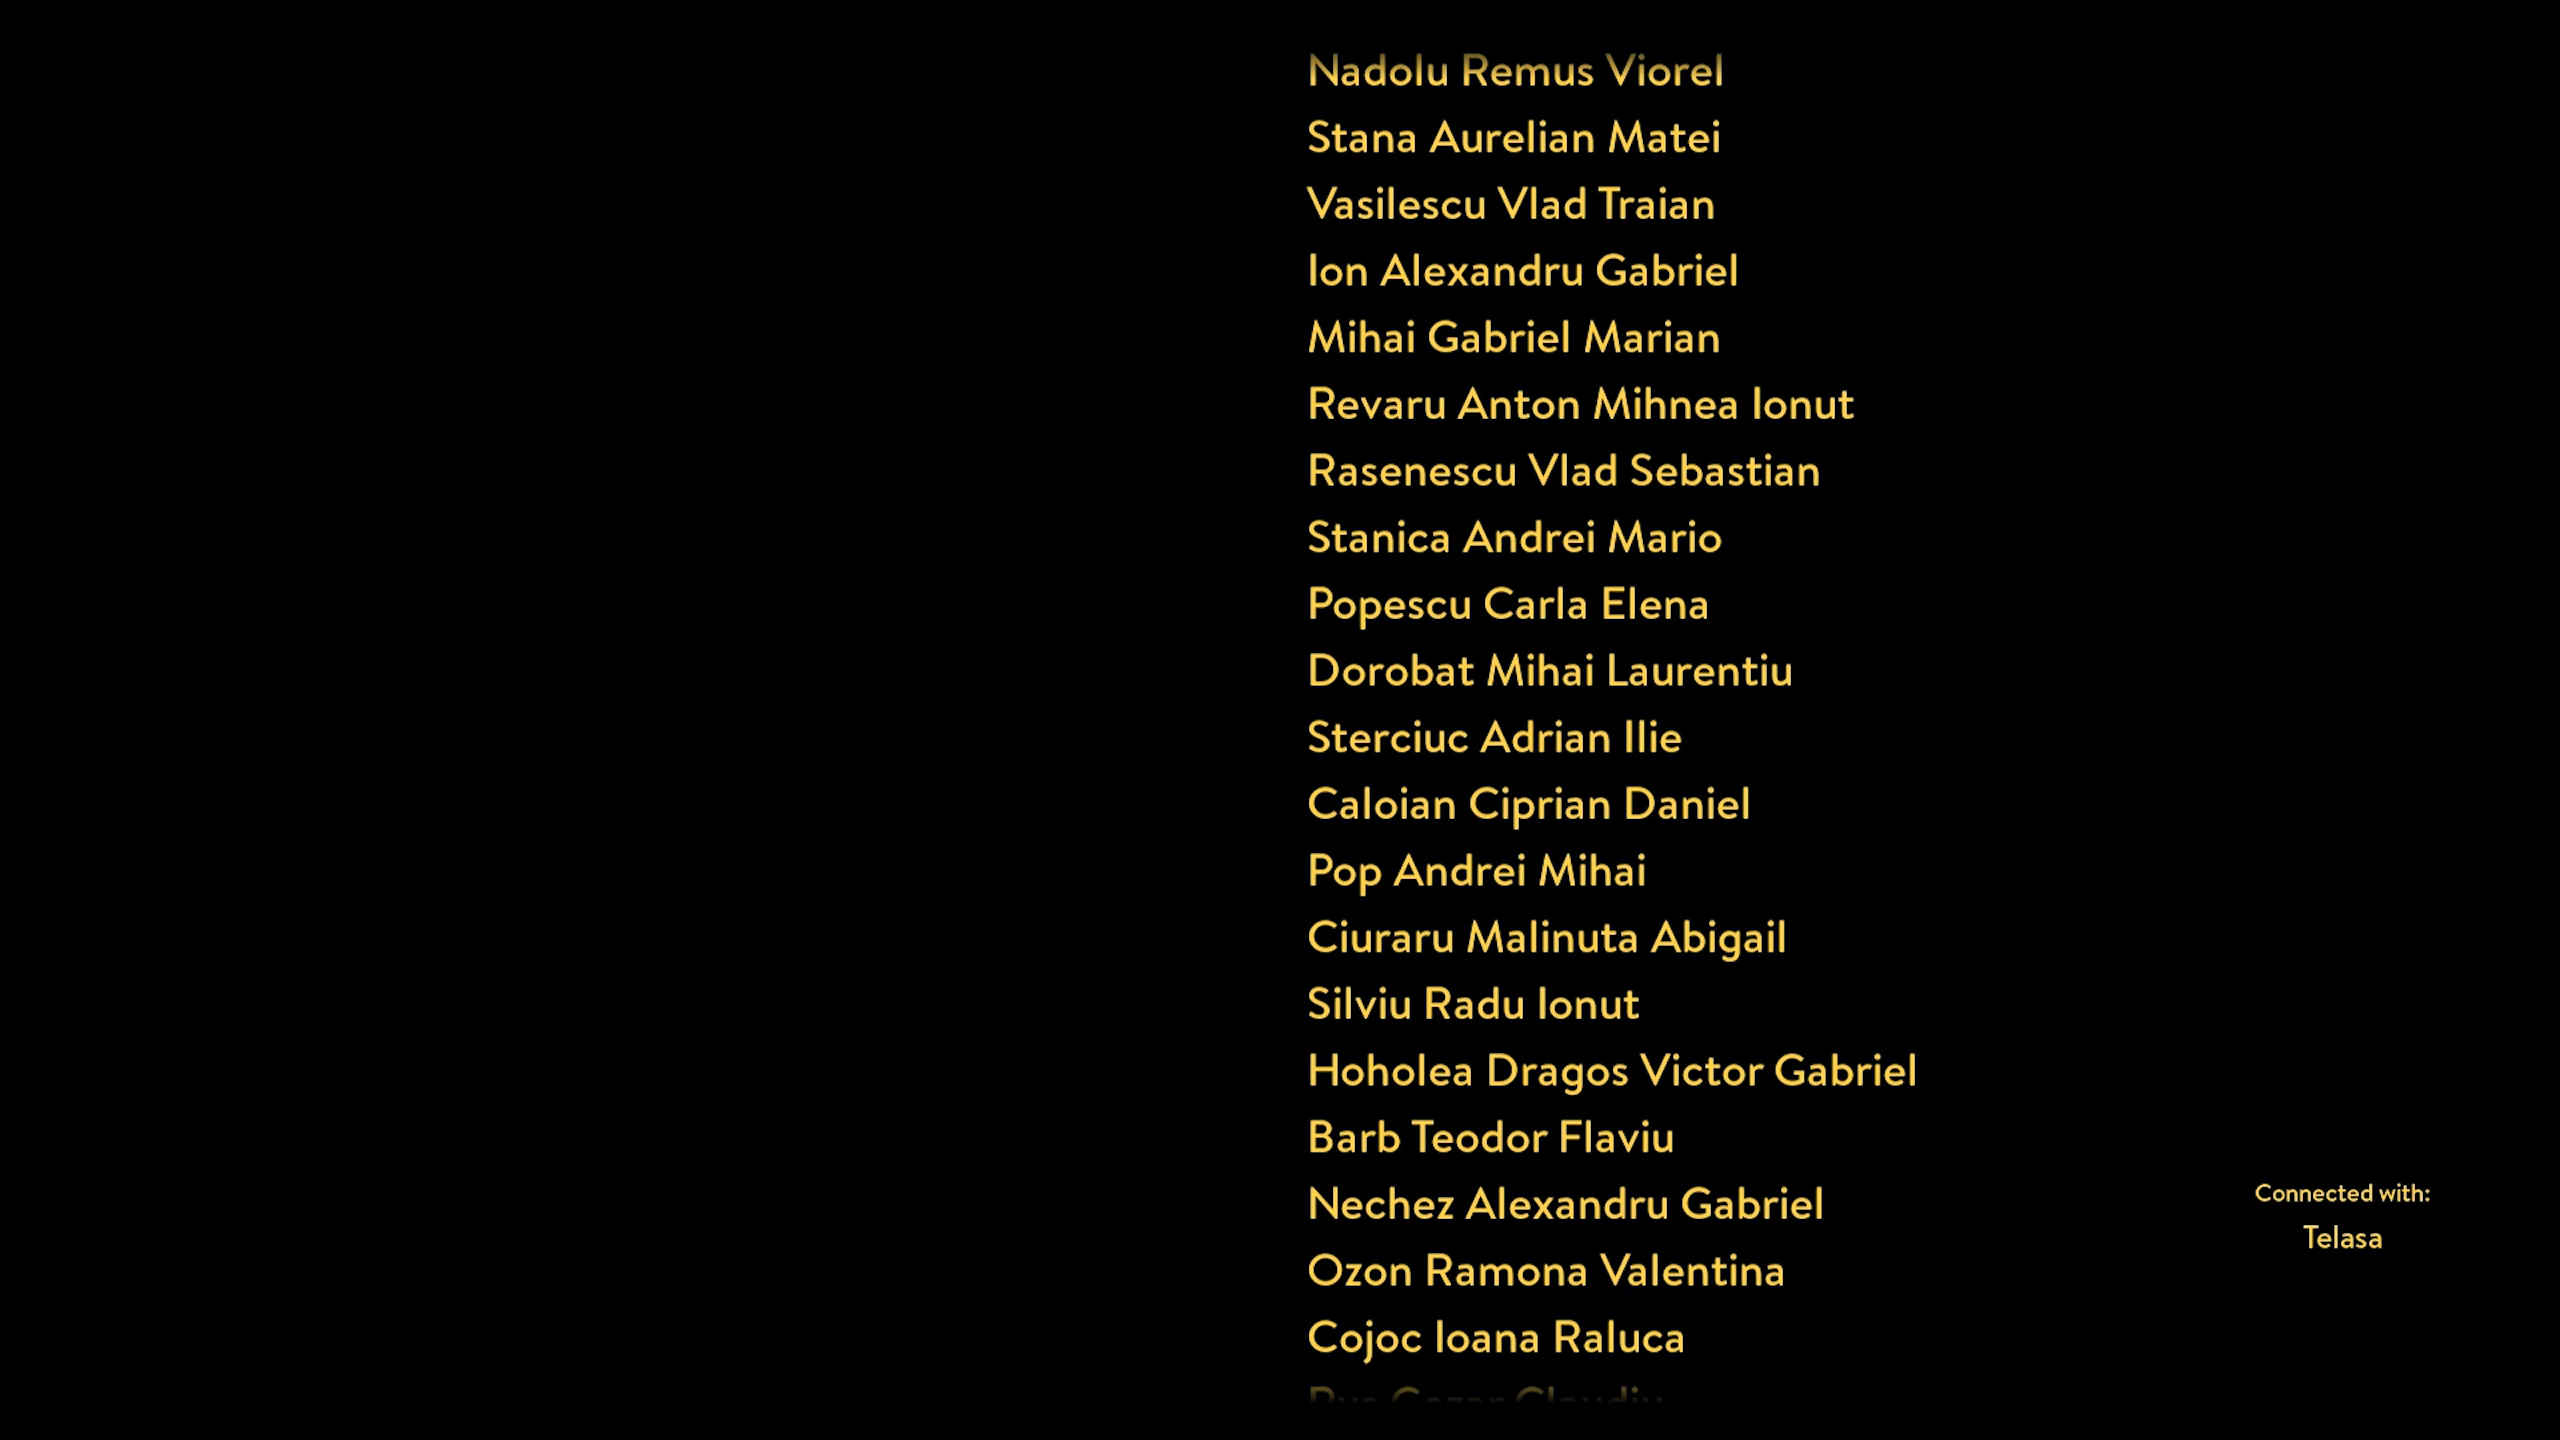 Nadolu Remus Viorel
Stana Aurelian Matei
Vasilescu Vlad Traian
Ion Alexandru Gabriel
Mihai Gabriel Marian
Revaru Anton Mihnea Ionut
Rasenescu Vlad Sebastian
Stanica Andrei Mario
Popescu Carla Elena
Dorobat Mihai Laurentiu
Sterciuc Adrian Ilie
Caloian Ciprian Daniel
Pop Andrei Mihai
Ciuraru Malinuta Abigail
Silviu Radu Ionut
Hoholea Dragos Victor Gabriel
Barb Teodor Flaviu
Nechez Alexandru Gabriel
Ozon Ramona Valentina
Cojoc Ioana Raluca
Cezar Claudiu
Connected with:
Telasa